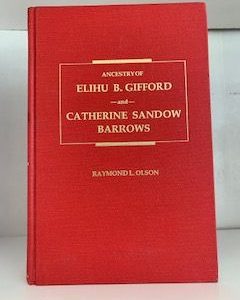 ANCESTRY OF
ELIHU B. GIFFORD
—and—
CATHERINE SANDOW
BARROWS
RAYMOND L. OLSON